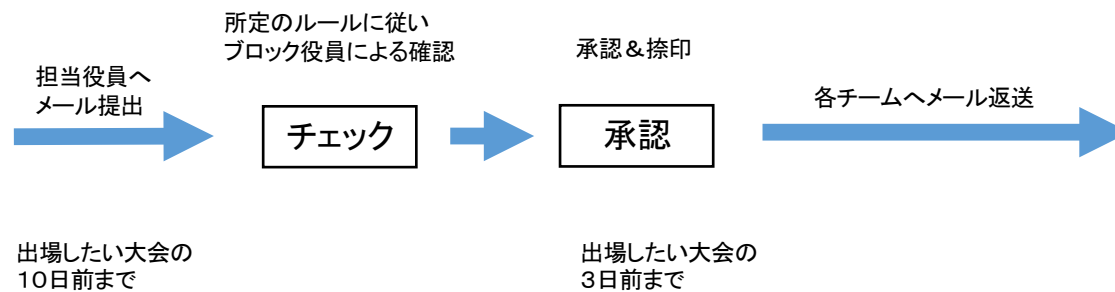 担当役員へ
メール提出
所定のルールに従い
ブロック役員による確認
チェック
承認＆捺印
承認
各チームへメール返送
出場したい大会の
１０日前まで
出場したい大会の
３日前まで